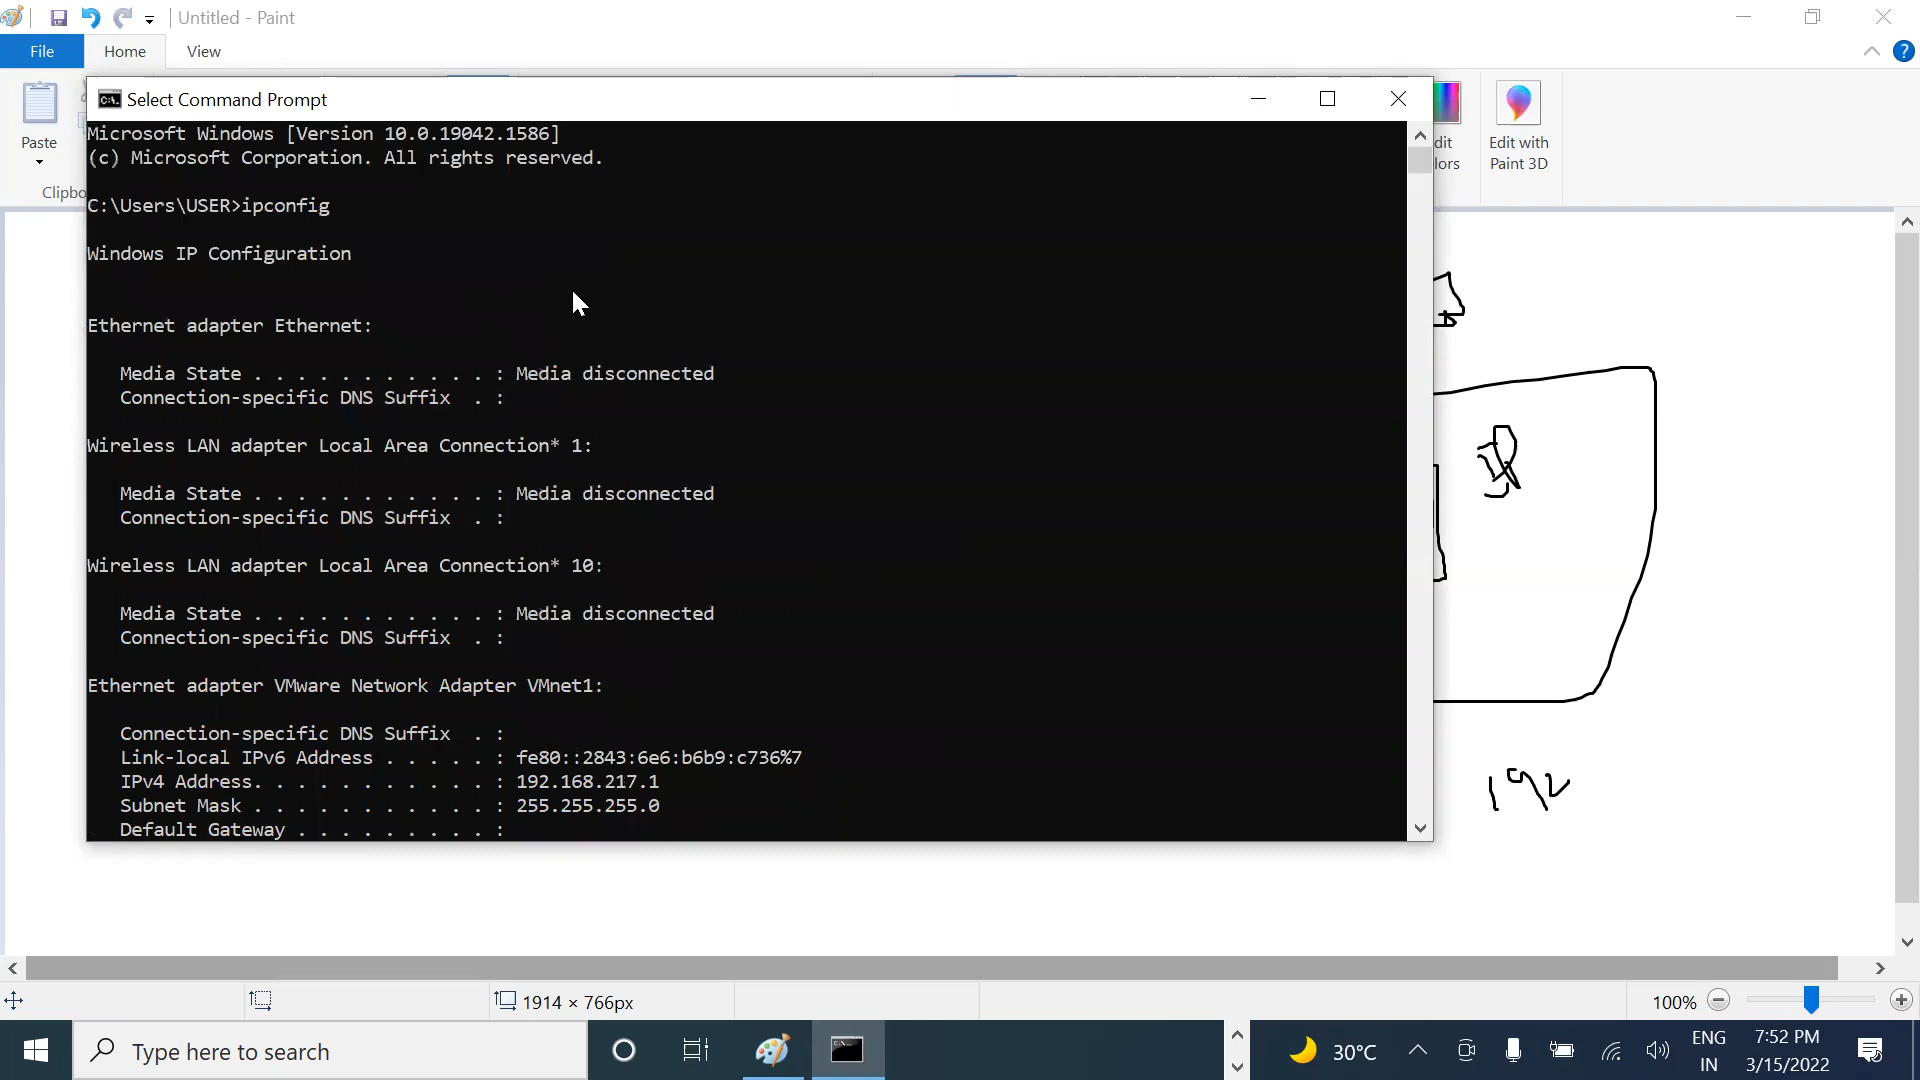 Untitled - Paint
File Home View
Paste
Clipbo
dit
lors
Edit with
Paint 3D
Select Command Prompt
Microsoft Windows [Version 10.0.19042.1586]
(c) Microsoft Corporation. All rights reserved.
C:\Users\USER>ipconfig
Windows IP Configuration
Ethernet adapter Ethernet:
Media State . . . . . . . . . . . : Media disconnected
Connection-specific DNS Suffix  . :
Wireless LAN adapter Local Area Connection* 1:
Media State . . . . . . . . . . . : Media disconnected
Connection-specific DNS Suffix  . :
Wireless LAN adapter Local Area Connection* 10:
Media State . . . . . . . . . . . : Media disconnected
Connection-specific DNS Suffix  . :
Ethernet adapter VMware Network Adapter VMnet1:
Connection-specific DNS Suffix  . :
Link-local IPv6 Address . . . . . : fe80::2843:6e6:b6b9:c736%7
IPv4 Address. . . . . . . . . . . : 192.168.217.1
Subnet Mask . . . . . . . . . . . : 255.255.255.0
Default Gateway . . . . . . . . . :
192
1914 × 766px
100%
Type here to search
30°C
ENG
IN
7:52 PM
3/15/2022